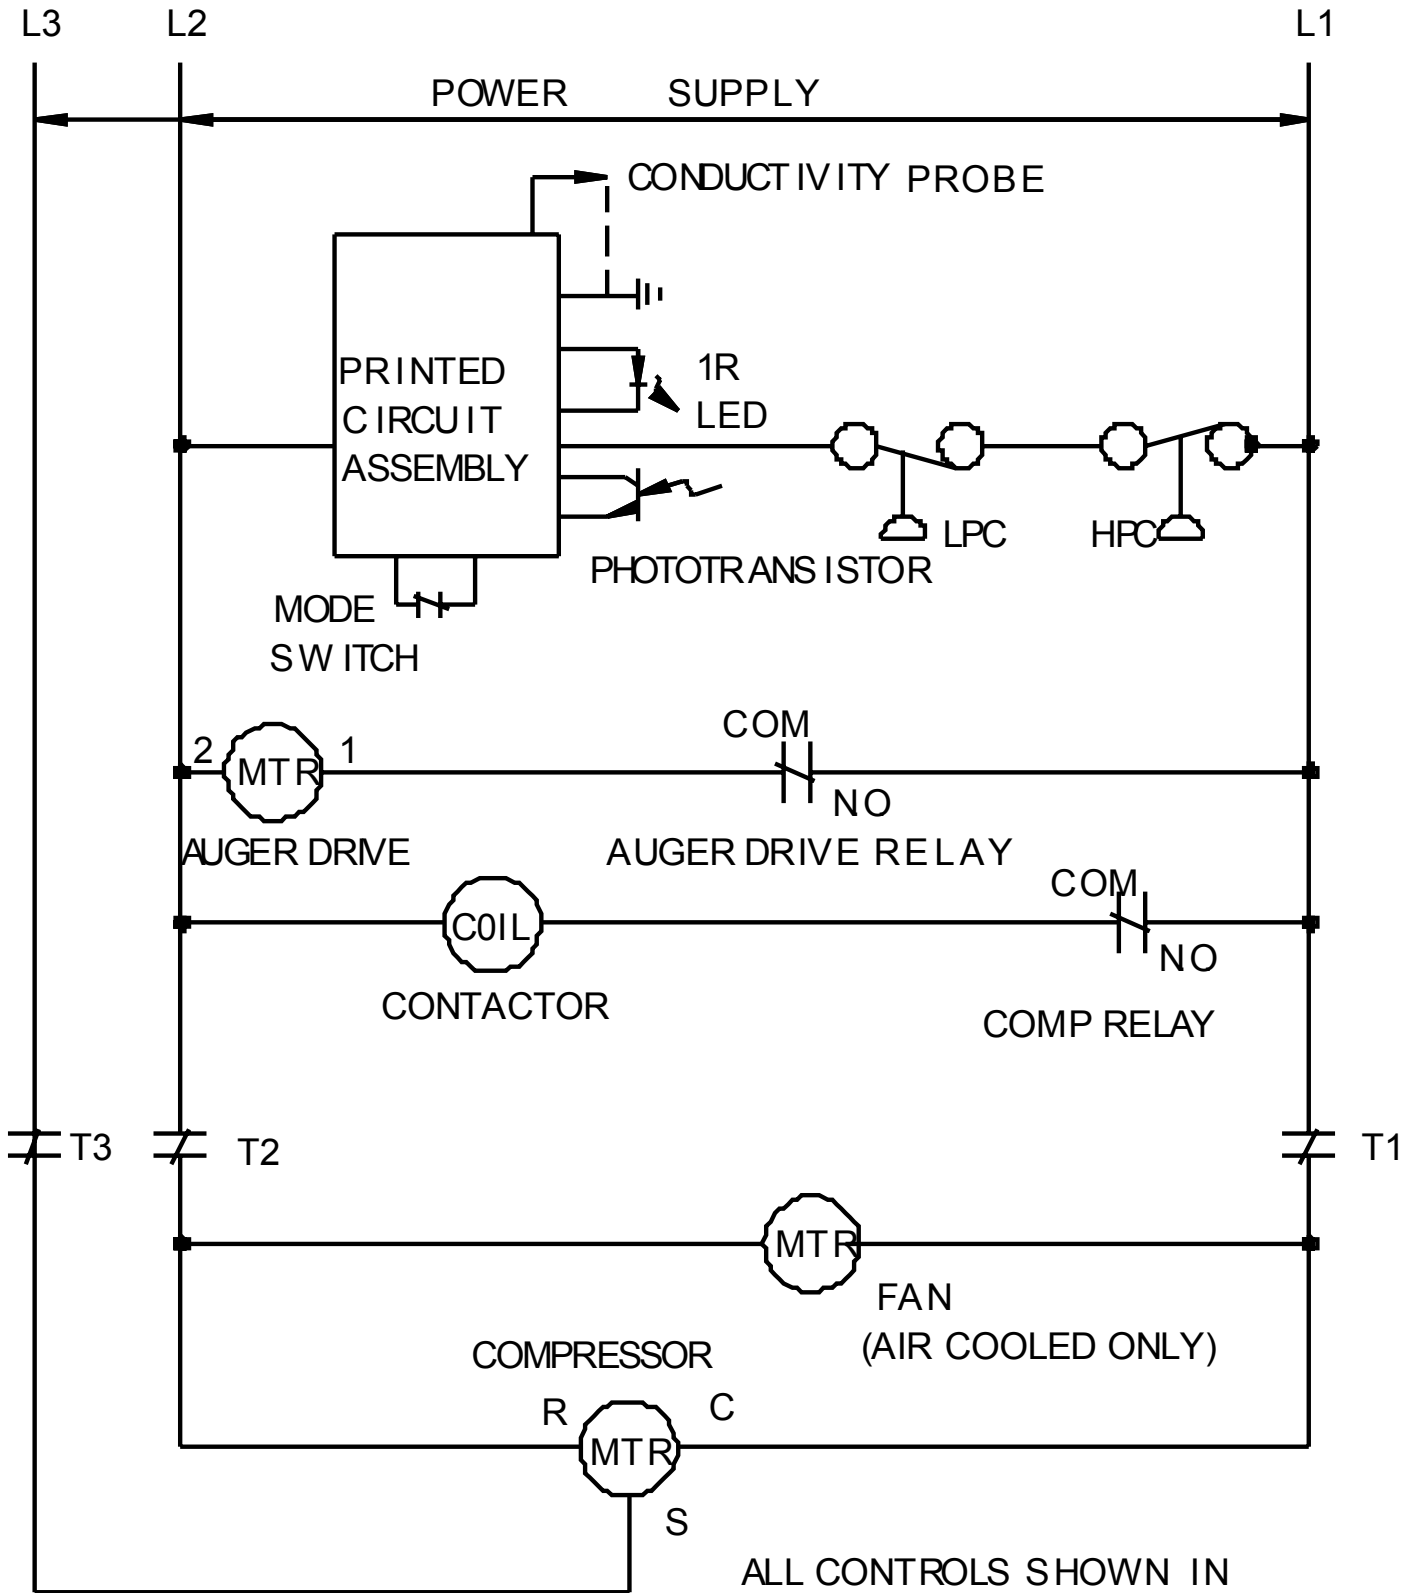 L3
L2
L1
POWER SUPPLY
CONDUCTIVITY PROBE
PRINTED
CIRCUIT
ASSEMBLY
1R
LED
LPC
HPC
PHOTOTRANSISTOR
MODE
SWITCH
COM
2
1
MTR
NO
AUGER DRIVE
AUGER DRIVE RELAY
COM
C0IL
NO
CONTACTOR
COMP RELAY
T3
T2
T1
MTR
FAN
(AIR COOLED ONLY)
COMPRESSOR
R
C
MTR
S
ALL CONTROLS SHOWN IN